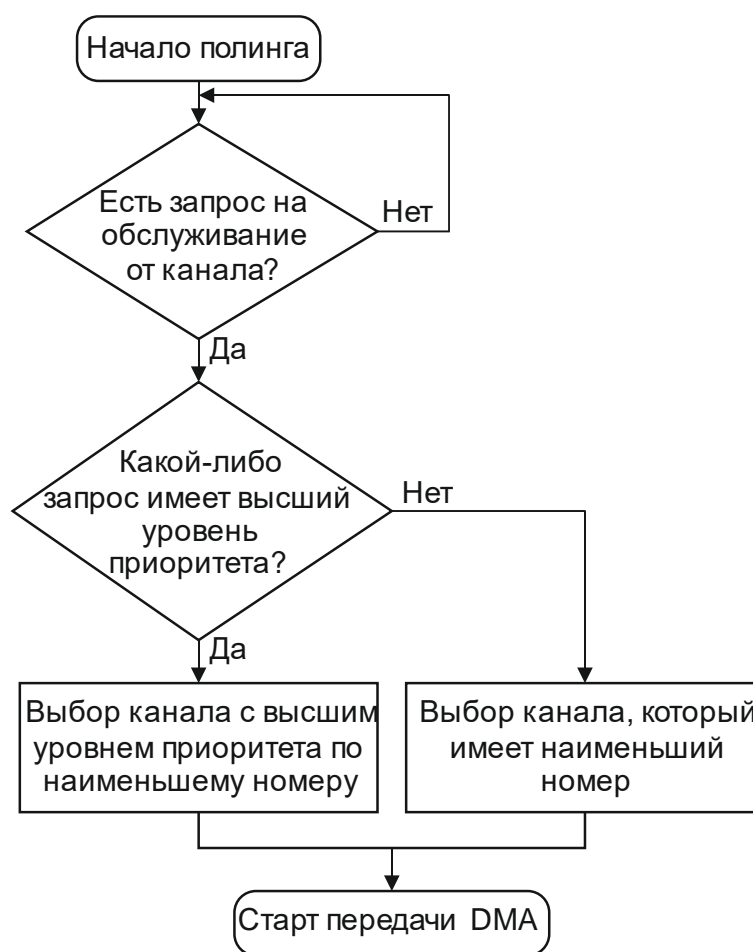 Начало полинга
Есть запрос на
обслуживание
от канала?
Нет
Да
Какой-либо
запрос имеет высший
уровень
приоритета?
Нет
Да
Выбор канала с высшим
уровнем приоритета по
наименьшему номеру
Выбор канала, который
имеет наименьший
номер
Старт передачи DMA